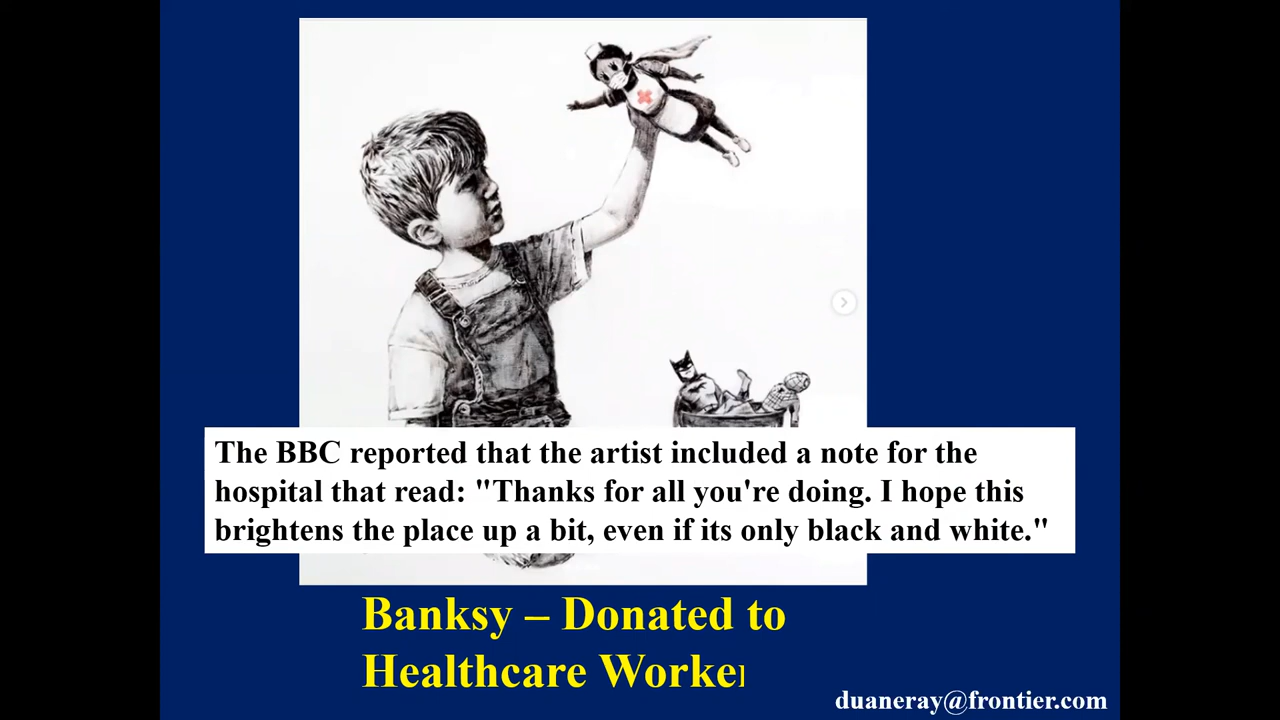 The BBC reported that the artist included a note for the
hospital that read: "Thanks for all you're doing. I hope this
brightens the place up a bit, even if its only black and white."
Banksy – Donated to
Healthcare
duaneray@frontier.com